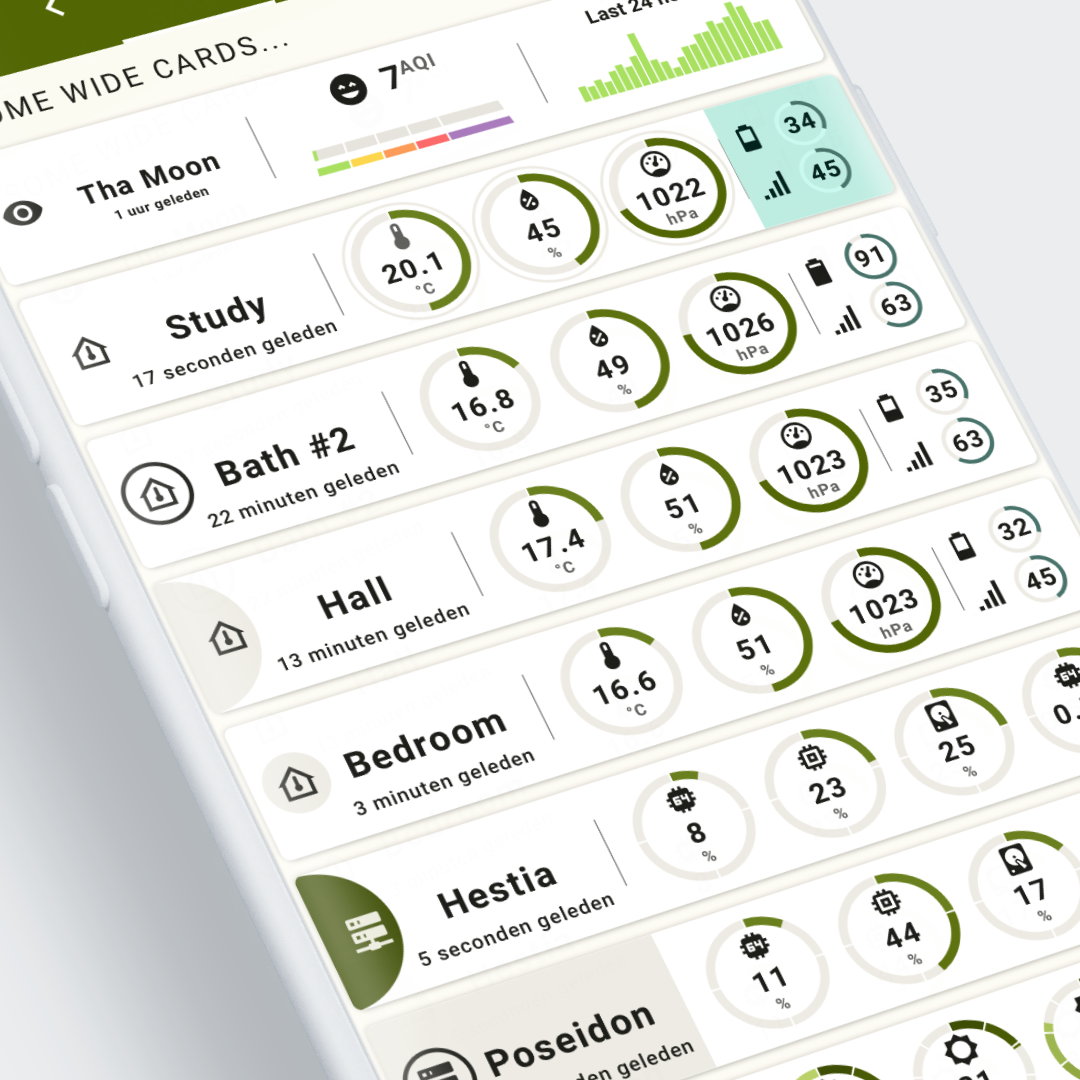 OME WIDE CARDS...
Tha Moon
1 uur geleden
7 AQI
Last 24
Study
17 seconden geleden
20.1
°C
45
%
1022
hPa
34
45
Bath #2
22 minuten geleden
16.8
°C
49
%
1026
hPa
91
63
Hall
13 minuten geleden
17.4
°C
51
%
1023
hPa
35
63
Bedroom
3 minuten geleden
16.6
°C
51
%
1023
hPa
32
45
Hestia
5 seconden geleden
64
8
%
23
%
25
%
64
0.
Poseidon
den geleden
64
11
%
44
%
17
%